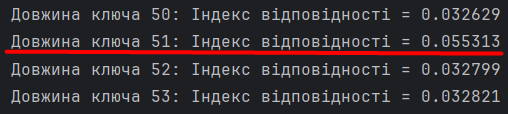 Довжина ключа 50: Індекс відповідності = 0.032629
Довжина ключа 51: Індекс відповідності = 0.055313
Довжина ключа 52: Індекс відповідності = 0.032799
Довжина ключа 53: Індекс відповідності = 0.032821